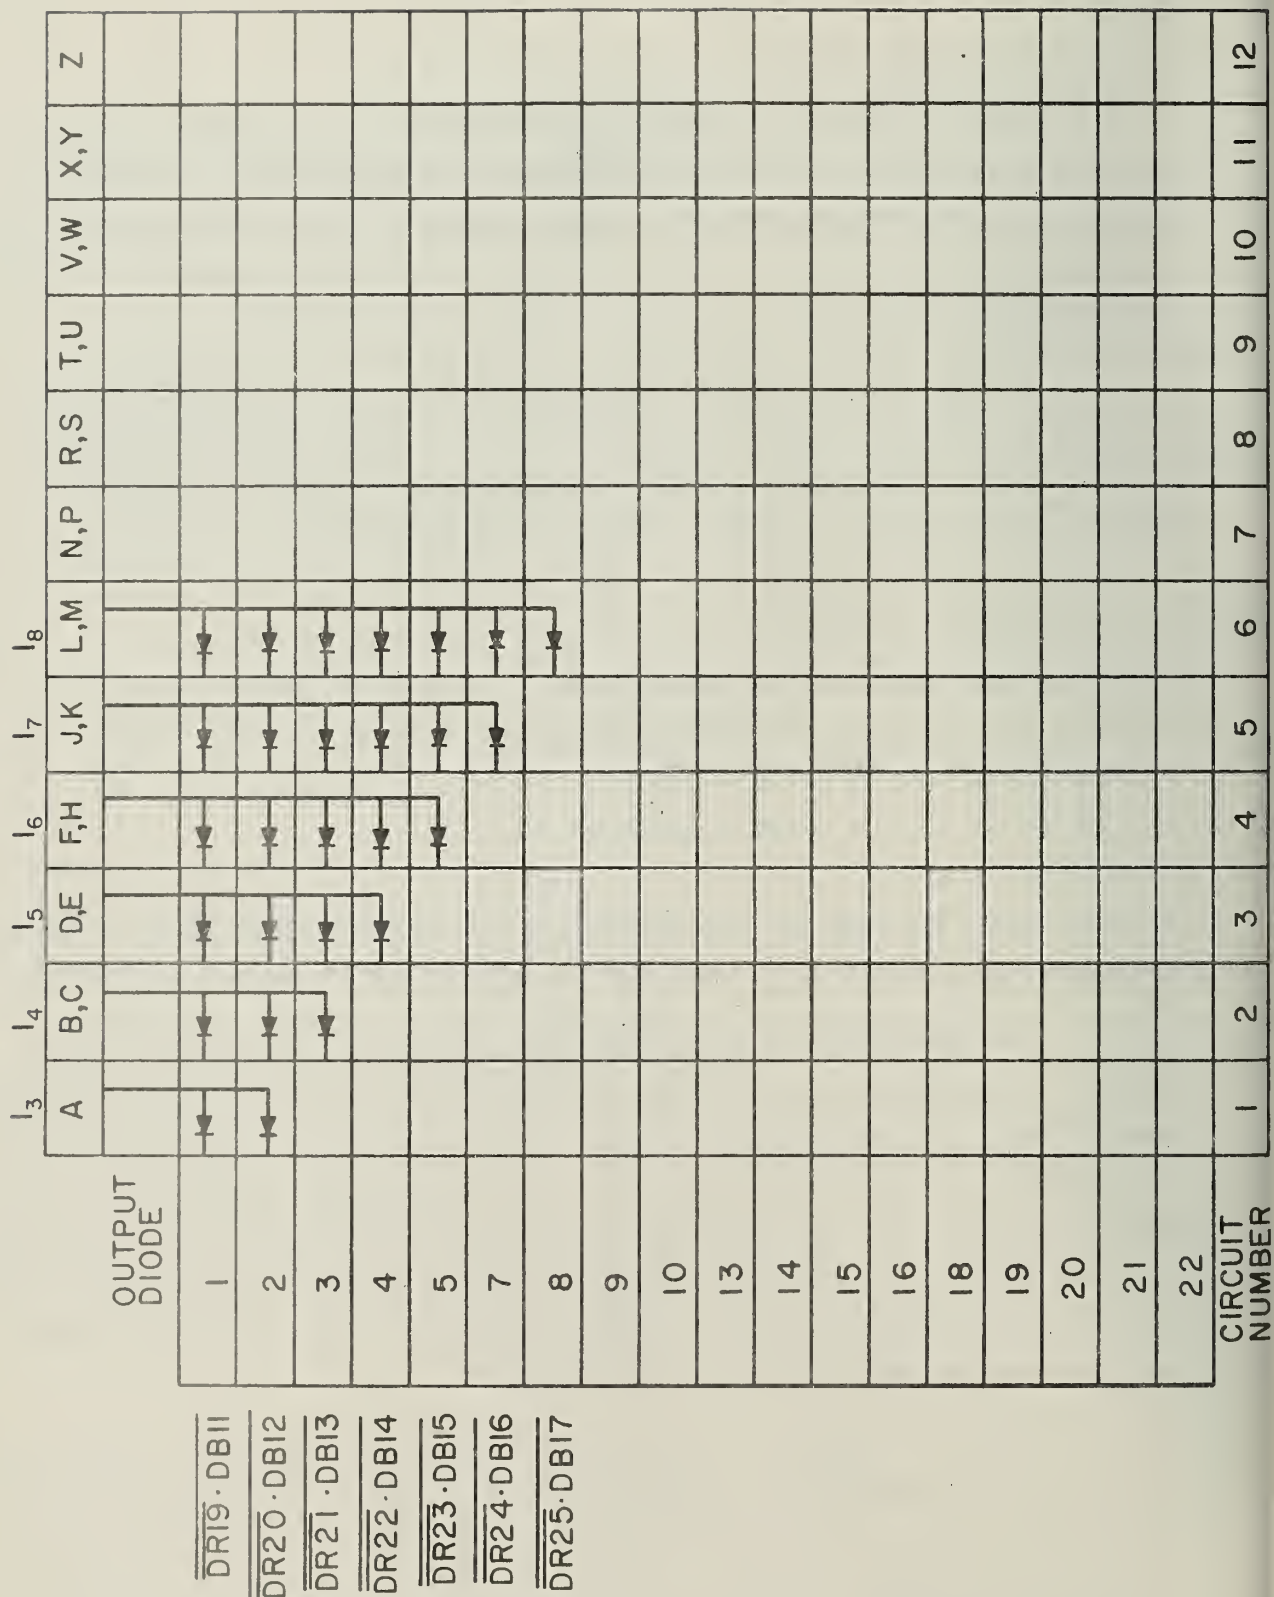 I3 I4 I5 I6 I7 I8
A B,C D,E F,H J,K L,M N,P R,S T,U V,W X,Y Z
OUTPUT
DIODE
DR19·DB11 1
DR20·DB12 2
DR21·DB13 3
DR22·DB14 4
DR23·DB15 5
DR24·DB16 7
DR25·DB17 8
9
10
13
14
15
16
18
19
20
21
22
CIRCUIT
NUMBER 1 2 3 4 5 6 7 8 9 10 11 12